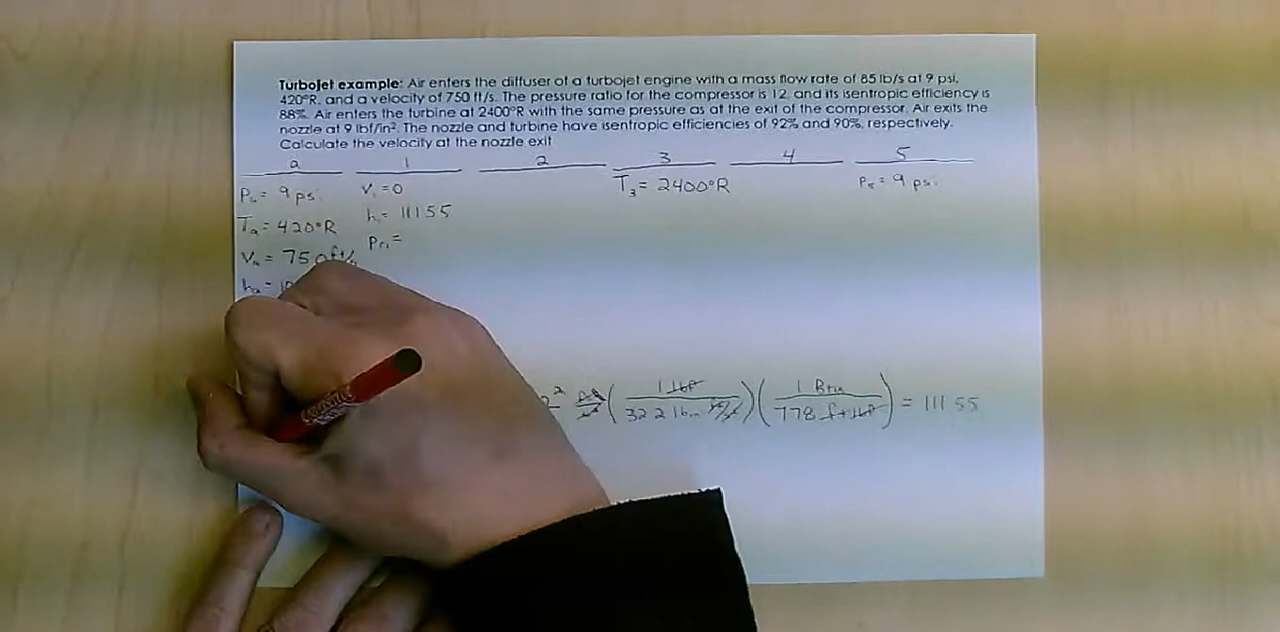 Turbojet example: Air enters the diffuser of a turbojet engine with a mass flow rate of 85 lb/s at 9 psi,
420°R, and a velocity of 750 ft/s. The pressure ratio for the compressor is 12, and its isentropic efficiency is
88%. Air enters the turbine at 2400°R with the same pressure as at the exit of the compressor. Air exits the
nozzle at 9 lbf/in². The nozzle and turbine have isentropic efficiencies of 92% and 90%, respectively.
Calculate the velocity at the nozzle exit
a 1 2 3 4 5
Pa = 9 psi V1 = 0 T3 = 2400°R P5 = 9 psi
Ta = 420°R h1 = 111 55
Va = 750 ft/s Pr1 =
ha =
2 ( 1 lbf / 32 2 lbm ft/s² ) ( 1 Btu / 778 ft lbf ) = 111 55